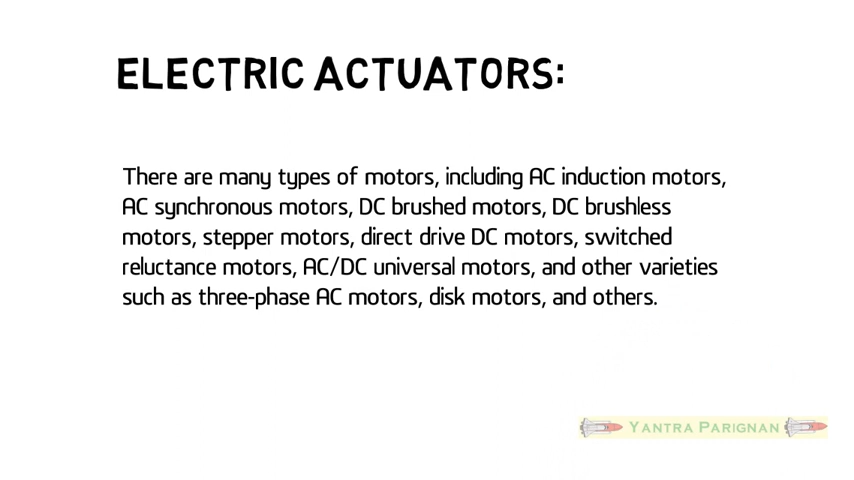 ELECTRIC ACTUATORS:
There are many types of motors, including AC induction motors,
AC synchronous motors, DC brushed motors, DC brushless
motors, stepper motors, direct drive DC motors, switched
reluctance motors, AC/DC universal motors, and other varieties
such as three-phase AC motors, disk motors, and others.
YANTRA PARIGNAN